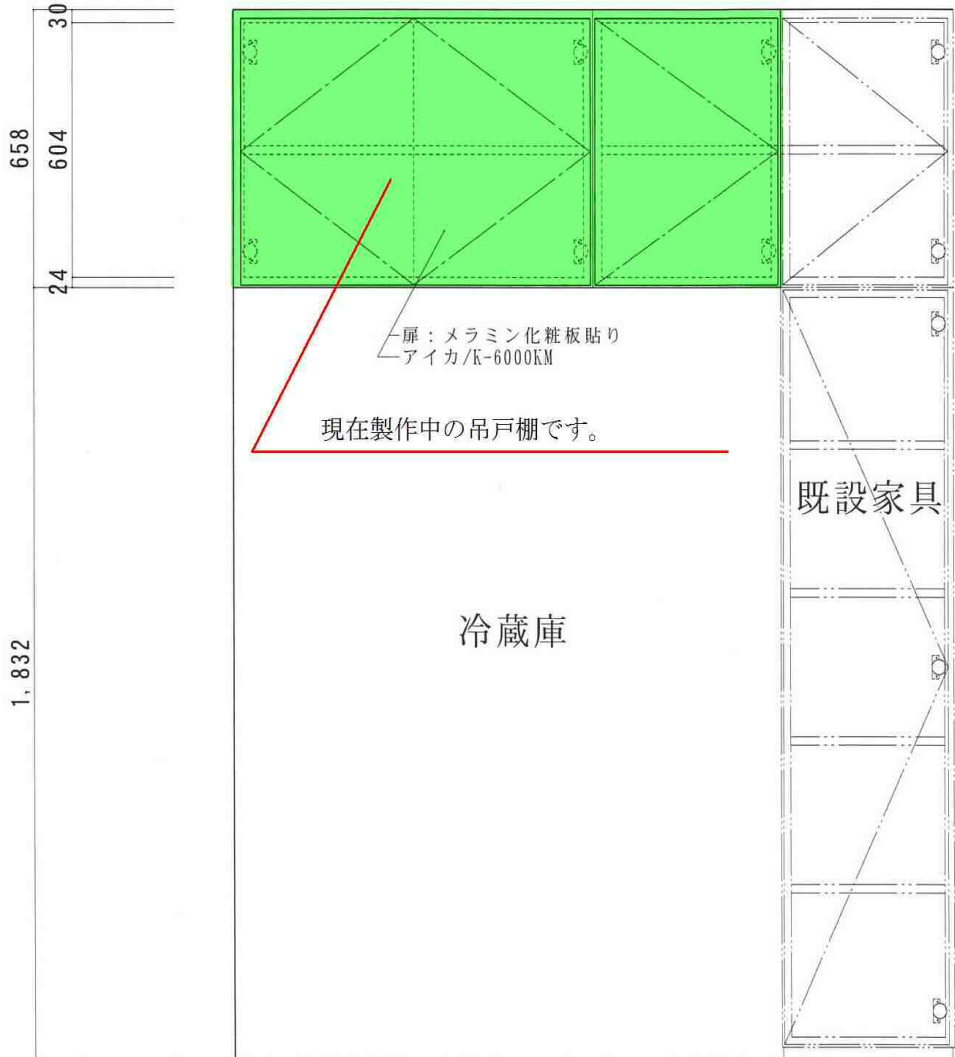 30
658
604
24
扉：メラミン化粧板貼り
アイカ/K-6000KM
現在製作中の吊戸棚です。
既設家具
冷蔵庫
1,832